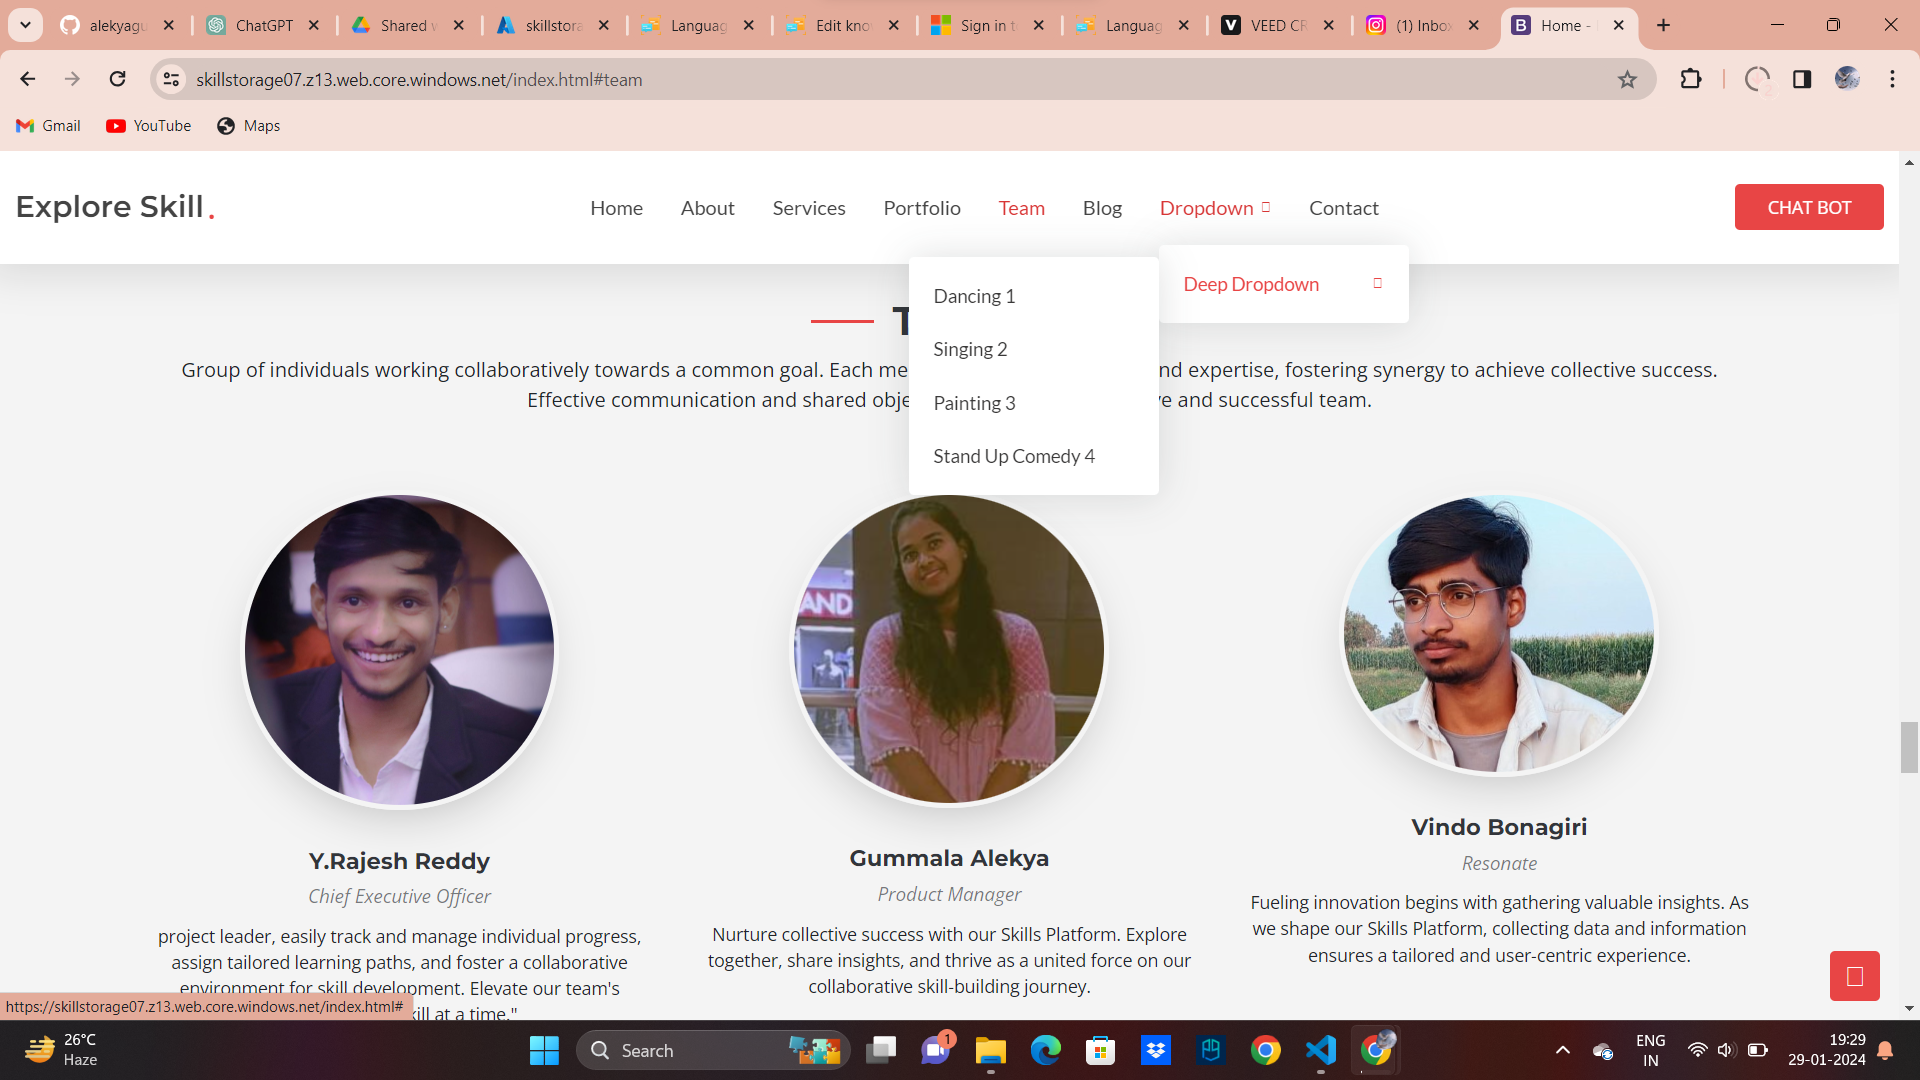 alekyagu
ChatGPT
Shared w
skillstora
Languag
Edit kno
Sign in t
Languag
VEED CR
(1) Inbo
Home -
skillstorage07.z13.web.core.windows.net/index.html#team
Gmail
YouTube
Maps
Explore Skill.
Home
About
Services
Portfolio
Team
Blog
Dropdown
Contact
CHAT BOT
Deep Dropdown
Dancing 1
Singing 2
Painting 3
Stand Up Comedy 4
T
Group of individuals working collaboratively towards a common goal. Each me nd expertise, fostering synergy to achieve collective success.
Effective communication and shared obje ve and successful team.
AND
Y.Rajesh Reddy
Chief Executive Officer
project leader, easily track and manage individual progress,
assign tailored learning paths, and foster a collaborative
environment for skill development. Elevate our team's
kill at a time."
Gummala Alekya
Product Manager
Nurture collective success with our Skills Platform. Explore
together, share insights, and thrive as a united force on our
collaborative skill-building journey.
Vindo Bonagiri
Resonate
Fueling innovation begins with gathering valuable insights. As
we shape our Skills Platform, collecting data and information
ensures a tailored and user-centric experience.
https://skillstorage07.z13.web.core.windows.net/index.html#
26°C
Haze
Search
1
ENG
IN
19:29
29-01-2024